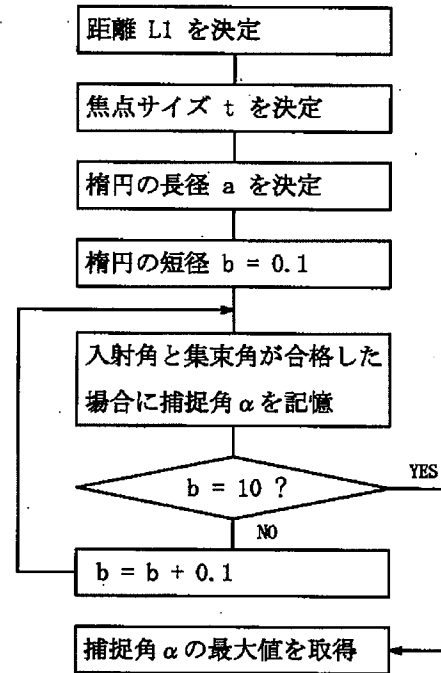 距離 L1 を決定
焦点サイズ t を決定
楕円の長径 a を決定
楕円の短径 b = 0.1
入射角と集束角が合格した
場合に捕捉角 α を記憶
b = 10 ?
YES
NO
b = b + 0.1
捕捉角 α の最大値を取得